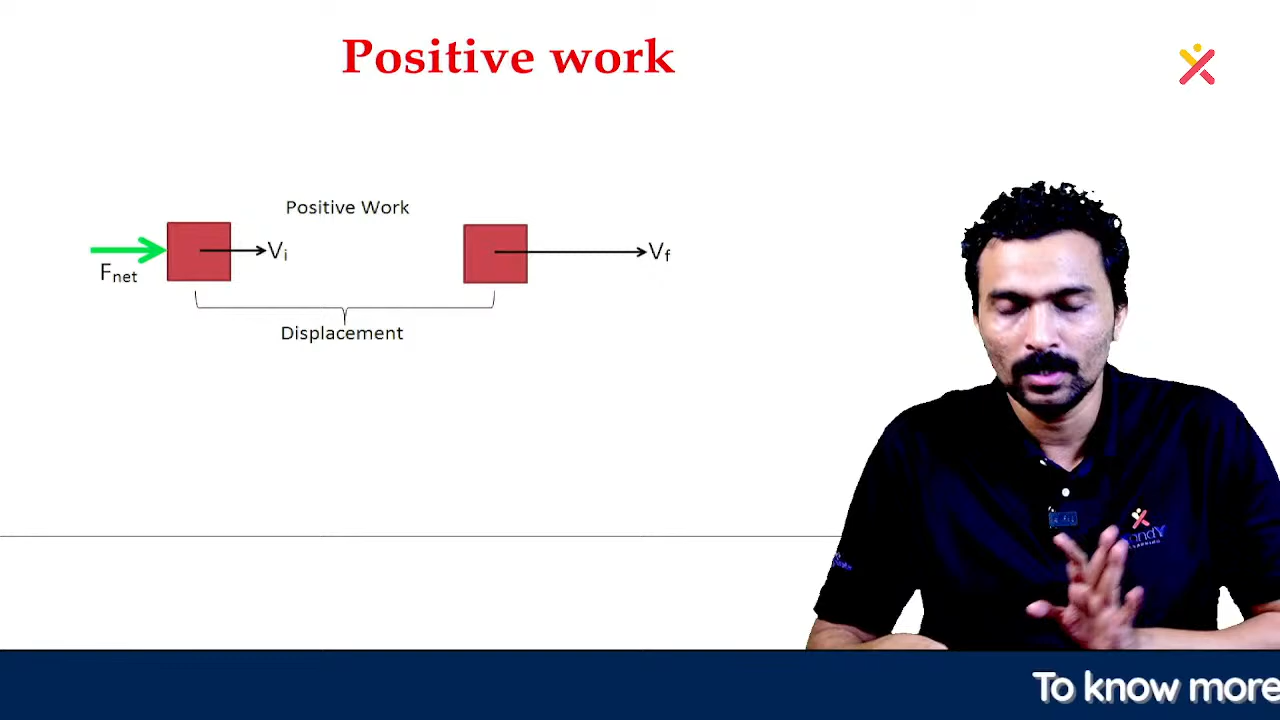 Positive work
Positive Work
Vi
Vf
Fnet
Displacement
To know more